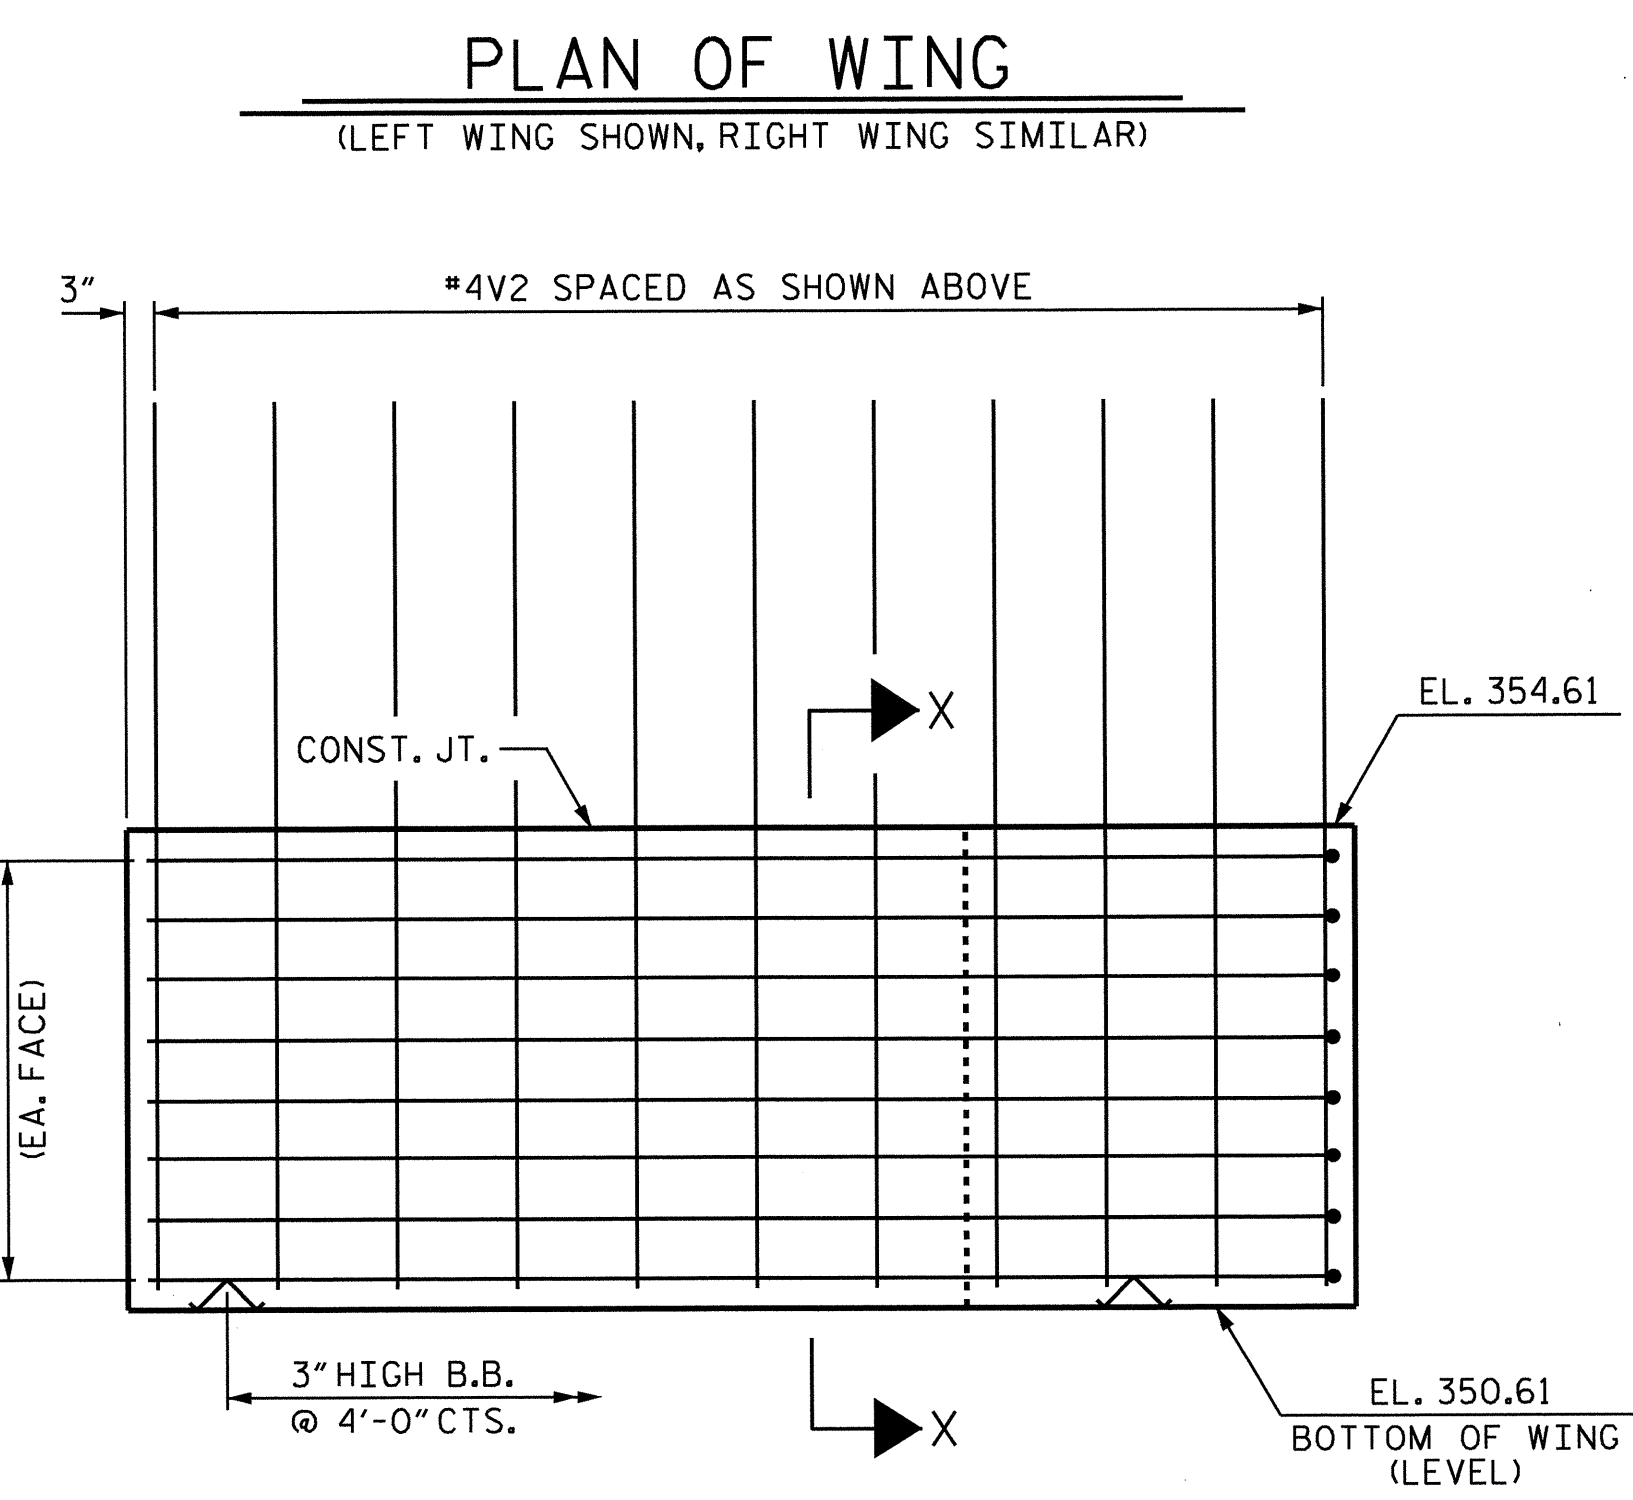 PLAN OF WING
(LEFT WING SHOWN, RIGHT WING SIMILAR)
3"
#4V2 SPACED AS SHOWN ABOVE
X
EL. 354.61
CONST. JT.
(EA. FACE)
3" HIGH B.B.
@ 4'-0" CTS.
X
EL. 350.61
BOTTOM OF WING
(LEVEL)